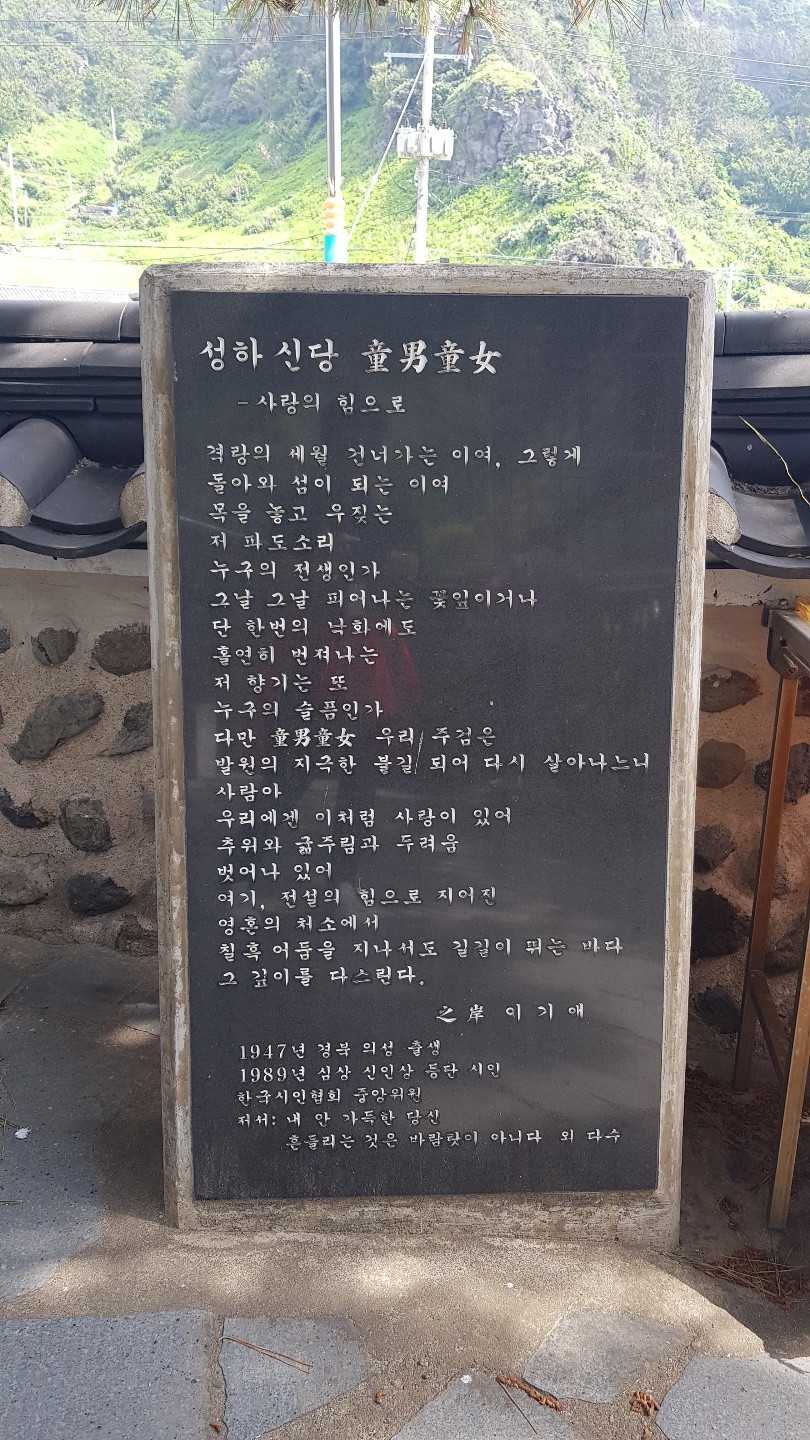 성하신당 童男童女
- 사랑의 힘으로
격랑의 세월 건너가는 이여, 그렇게
돌아와 섬이 되는 이여
목을 놓고 우짖는
저 파도소리
누구의 전생인가
그날 그날 피어나는 꽃잎이거나
단 한번의 낙화에도
홀연히 번져나는
저 향기는 또
누구의 슬픔인가
다만 童男童女 우리 주검은
발원의 지극한 불길 되어 다시 살아나느니
사람아
우리에겐 이처럼 사랑이 있어
추위와 굶주림과 두려움
벗어나 있어
여기, 전설의 힘으로 지어진
영혼의 처소에서
칠흑 어둠을 지나서도 길길이 뛰는 바다
그 깊이를 다스린다.
之岸 이기애
1947년 경북 의성 출생
1989년 심상 신인상 등단 시인
한국시인협회 중앙위원
저서: 내 안 가득한 당신
흔들리는 것은 바람탓이 아니다 외 다수